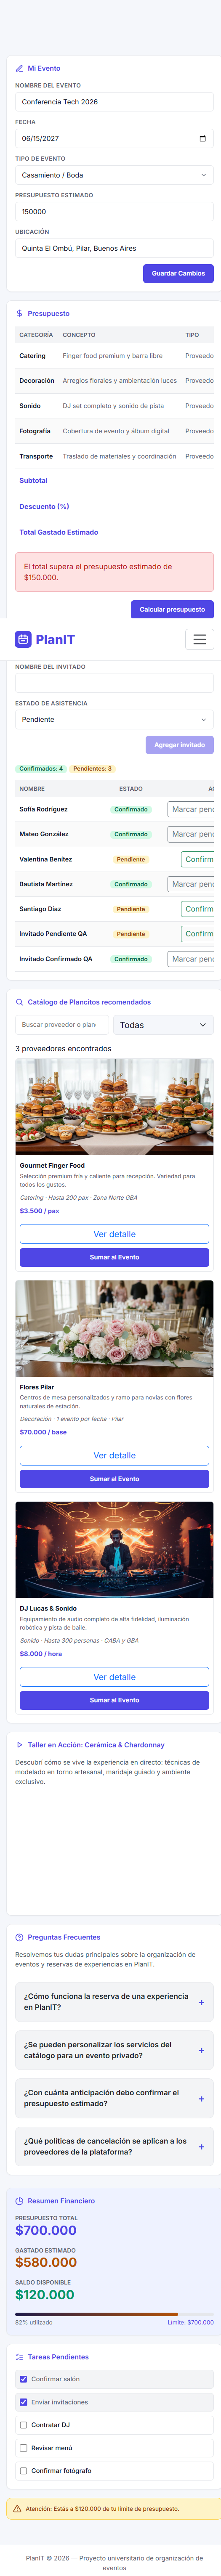 Mi Evento
NOMBRE DEL EVENTO
Conferencia Tech 2026
FECHA
06/15/2027
TIPO DE EVENTO
Casamiento / Boda
PRESUPUESTO ESTIMADO
150000
UBICACIÓN
Quinta El Ombú, Pilar, Buenos Aires
Guardar Cambios
Presupuesto
CATEGORÍA CONCEPTO TIPO
Catering Finger food premium y barra libre Proveedo
Decoración Arreglos florales y ambientación luces Proveedo
Sonido DJ set completo y sonido de pista Proveedo
Fotografía Cobertura de evento y álbum digital Proveedo
Transporte Traslado de materiales y coordinación Proveedo
Subtotal
Descuento (%)
Total Gastado Estimado
El total supera el presupuesto estimado de
$150.000.
Calcular presupuesto
PlanIT
NOMBRE DEL INVITADO
ESTADO DE ASISTENCIA
Pendiente
Agregar invitado
Confirmados: 4 Pendientes: 3
NOMBRE ESTADO
Sofía Rodríguez Confirmado Marcar penc
Mateo González Confirmado Marcar penc
Valentina Benítez Pendiente Confirm
Bautista Martínez Confirmado Marcar penc
Santiago Díaz Pendiente Confirm
Invitado Pendiente QA Pendiente Confirm
Invitado Confirmado QA Confirmado Marcar penc
Catálogo de Plancitos recomendados
Buscar proveedor o plan Todas
3 proveedores encontrados
Gourmet Finger Food
Selección premium fría y caliente para recepción. Variedad para
todos los gustos.
Catering · Hasta 200 pax · Zona Norte GBA
$3.500 / pax
Ver detalle
Sumar al Evento
Flores Pilar
Centros de mesa personalizados y ramo para novias con flores
naturales de estación.
Decoración · 1 evento por fecha · Pilar
$70.000 / base
Ver detalle
Sumar al Evento
DJ Lucas & Sonido
Equipamiento de audio completo de alta fidelidad, iluminación
robótica y pista de baile.
Sonido · Hasta 300 personas · CABA y GBA
$8.000 / hora
Ver detalle
Sumar al Evento
Taller en Acción: Cerámica & Chardonnay
Descubrí cómo se vive la experiencia en directo: técnicas de
modelado en torno artesanal, maridaje guiado y ambiente
exclusivo.
Preguntas Frecuentes
Resolvemos tus dudas principales sobre la organización de
eventos y reservas de experiencias en PlanIT.
¿Cómo funciona la reserva de una experiencia
en PlanIT? +
¿Se pueden personalizar los servicios del
catálogo para un evento privado? +
¿Con cuánta anticipación debo confirmar el
presupuesto estimado? +
¿Qué políticas de cancelación se aplican a los
proveedores de la plataforma? +
Resumen Financiero
PRESUPUESTO TOTAL
$700.000
GASTADO ESTIMADO
$580.000
SALDO DISPONIBLE
$120.000
82% utilizado Límite: $700.000
Tareas Pendientes
Confirmar salón
Enviar invitaciones
Contratar DJ
Revisar menú
Confirmar fotógrafo
Atención: Estás a $120.000 de tu límite de presupuesto.
PlanIT © 2026 — Proyecto universitario de organización de
eventos